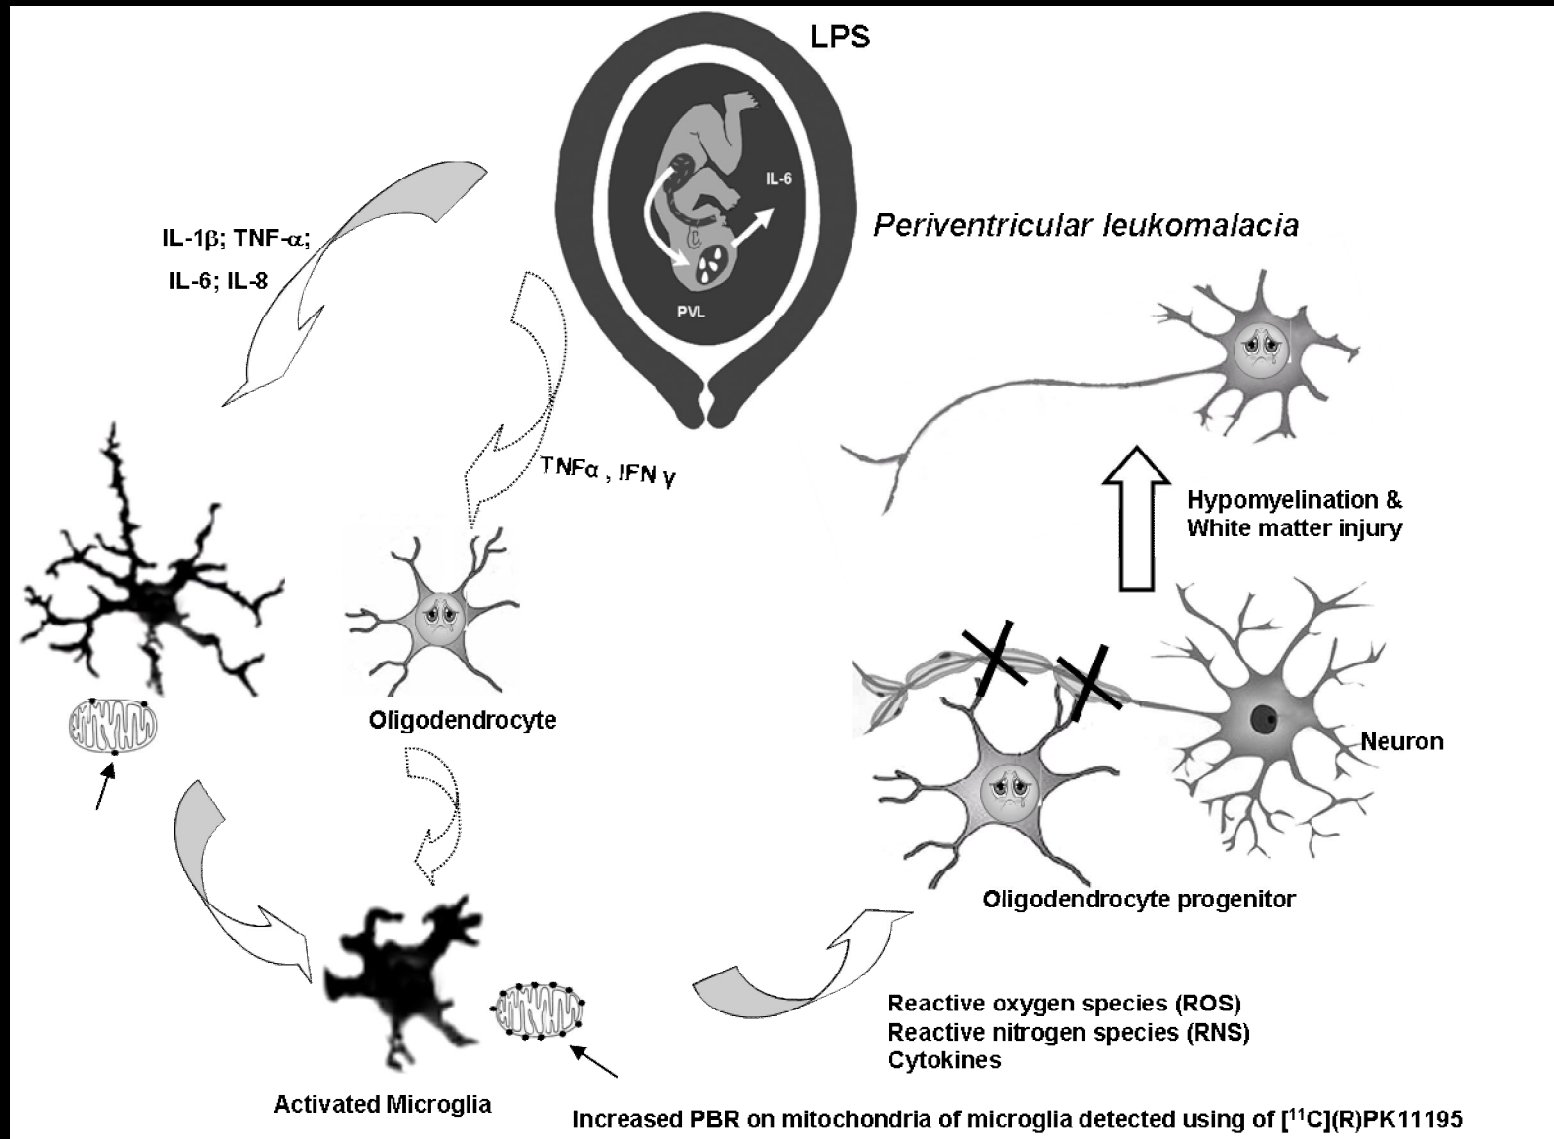 LPS
IL-6
PVL
Periventricular leukomalacia
IL-1β; TNF-α;
IL-6; IL-8
TNFα , IFN γ
Hypomyelination &
White matter injury
Oligodendrocyte
Neuron
Oligodendrocyte progenitor
Reactive oxygen species (ROS)
Reactive nitrogen species (RNS)
Cytokines
Activated Microglia
Increased PBR on mitochondria of microglia detected using of [¹¹C](R)PK11195